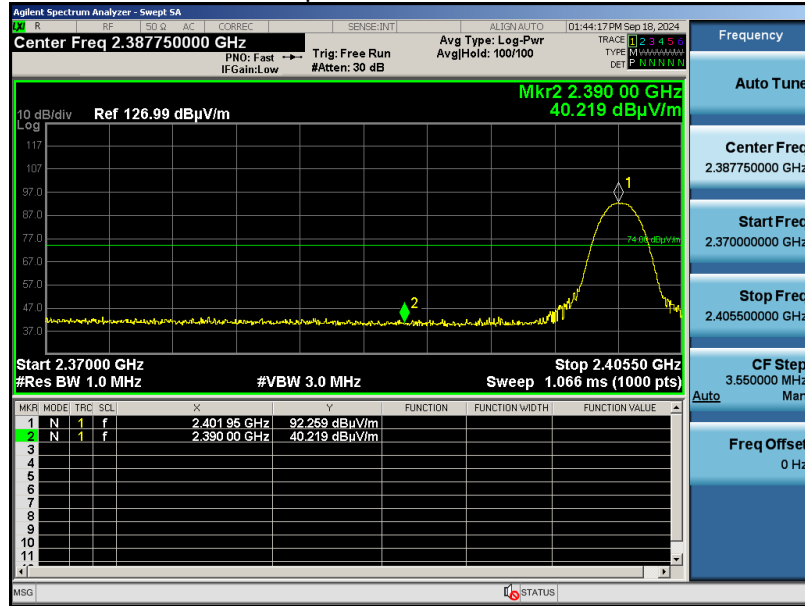 Agilent Spectrum Analyzer - Swept SA
LXI R RF 50 Ω AC CORREC SENSE:INT ALIGN AUTO 01:44:17 PM Sep 18, 2024
Center Freq 2.387750000 GHz
PNO: Fast
IFGain:Low
Trig: Free Run
#Atten: 30 dB
Avg Type: Log-Pwr
Avg|Hold: 100/100
TRACE 1 2 3 4 5 6
TYPE M
DET P N N N N N
Mkr2 2.390 00 GHz
40.219 dBµV/m
10 dB/div Ref 126.99 dBµV/m
Log
117
107
97.0
87.0
77.0
67.0
57.0
47.0
37.0
1
74.00 dBµV/m
2
Start 2.37000 GHz Stop 2.40550 GHz
#Res BW 1.0 MHz #VBW 3.0 MHz Sweep 1.066 ms (1000 pts)
MKR MODE TRC SCL X Y FUNCTION FUNCTION WIDTH FUNCTION VALUE
1 N 1 f 2.401 95 GHz 92.259 dBµV/m
2 N 1 f 2.390 00 GHz 40.219 dBµV/m
3
4
5
6
7
8
9
10
11
MSG STATUS
Frequency
Auto Tune
Center Freq
2.387750000 GHz
Start Freq
2.370000000 GHz
Stop Freq
2.405500000 GHz
CF Step
3.550000 MHz
Auto Man
Freq Offset
0 Hz